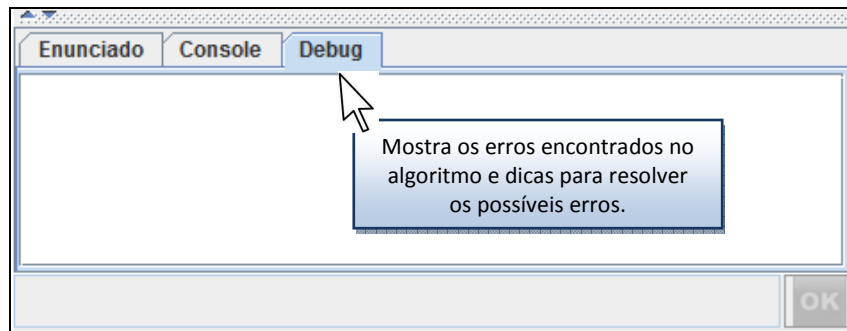 Enunciado Console Debug
Mostra os erros encontrados no
algoritmo e dicas para resolver
os possíveis erros.
OK